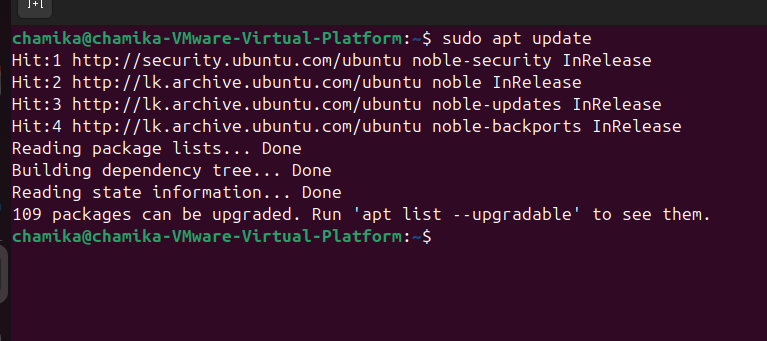 chamika@chamika-VMware-Virtual-Platform:~$ sudo apt update
Hit:1 http://security.ubuntu.com/ubuntu noble-security InRelease
Hit:2 http://lk.archive.ubuntu.com/ubuntu noble InRelease
Hit:3 http://lk.archive.ubuntu.com/ubuntu noble-updates InRelease
Hit:4 http://lk.archive.ubuntu.com/ubuntu noble-backports InRelease
Reading package lists... Done
Building dependency tree... Done
Reading state information... Done
109 packages can be upgraded. Run 'apt list --upgradable' to see them.
chamika@chamika-VMware-Virtual-Platform:~$